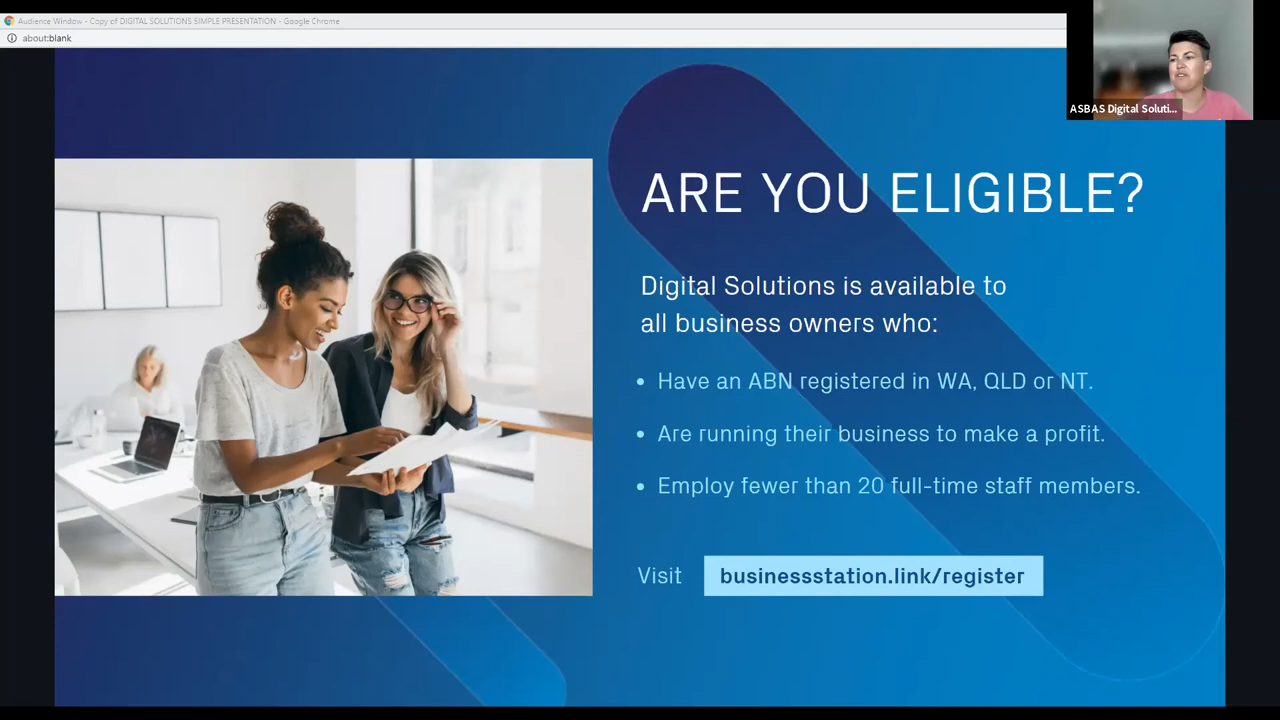 Audience Window - Copy of DIGITAL SOLUTIONS SIMPLE PRESENTATION - Google Chrome
about:blank
ASBAS Digital Soluti...
ARE YOU ELIGIBLE?
Digital Solutions is available to
all business owners who:
• Have an ABN registered in WA, QLD or NT.
• Are running their business to make a profit.
• Employ fewer than 20 full-time staff members.
Visit businessstation.link/register